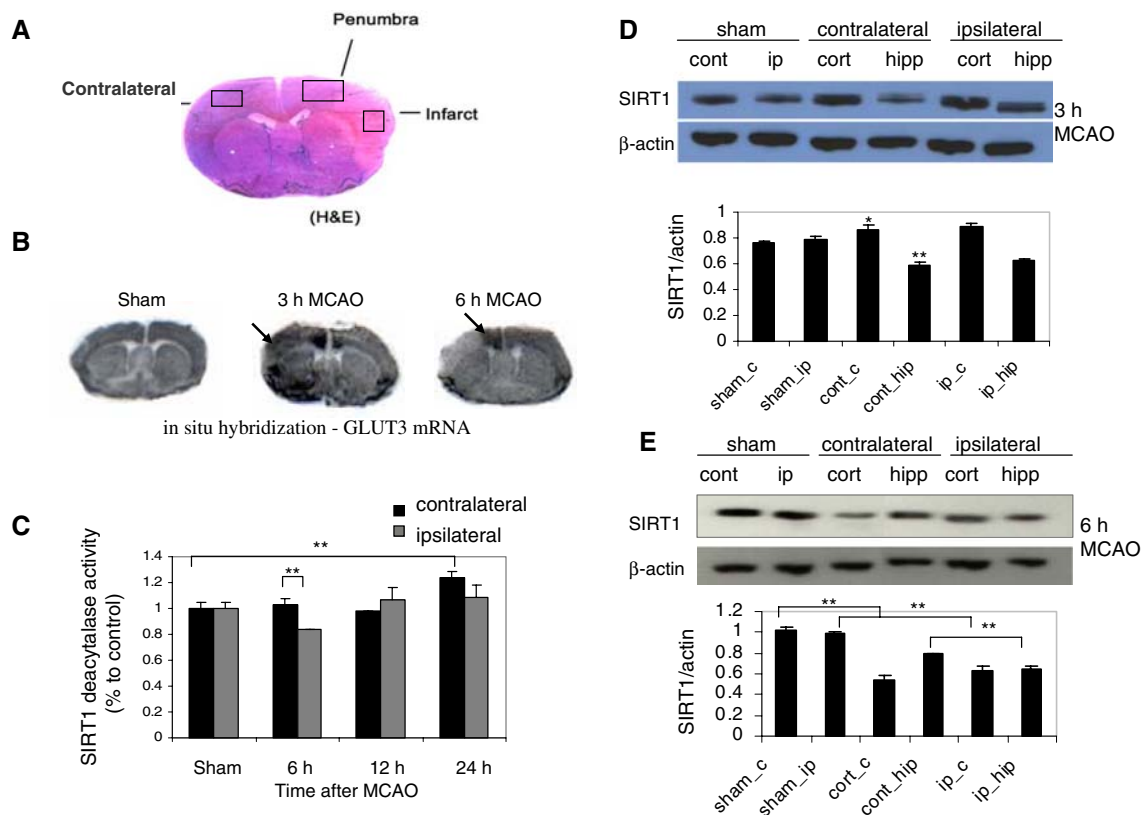 A
Penumbra
Contralateral
Infarct
(H&E)
B
Sham
3 h MCAO
6 h MCAO
in situ hybridization - GLUT3 mRNA
C
contralateral
ipsilateral
SIRT1 deacytalase activity
(% to control)
1.4
1.2
1
0.8
0.6
0.4
0.2
0
**
**
Sham
6 h
12 h
24 h
Time after MCAO
D
sham
contralateral
ipsilateral
cont
ip
cort
hipp
cort
hipp
SIRT1
β-actin
3 h
MCAO
SIRT1/actin
1
0.8
0.6
0.4
0.2
0
*
**
sham_c
sham_ip
cont_c
cont_hip
ip_c
ip_hip
E
sham
contralateral
ipsilateral
cont
ip
cort
hipp
cort
hipp
SIRT1
β-actin
6 h
MCAO
SIRT1/actin
1.2
1
0.8
0.6
0.4
0.2
0
**
**
**
sham_c
sham_ip
cort_c
cont_hip
ip_c
ip_hip